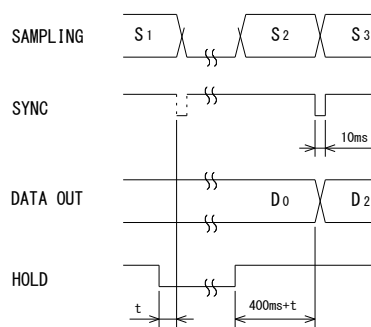 SAMPLING S1 S2 S3
SYNC
10ms
DATA OUT D0 D2
HOLD
t 400ms+t